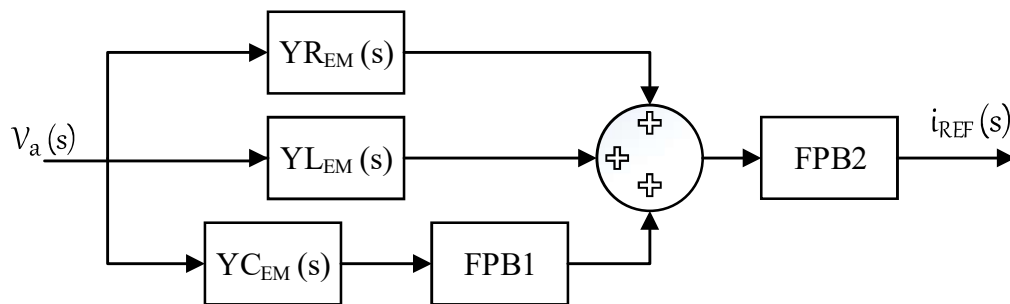 YR_EM (s)
V_a (s)
YL_EM (s)
FPB2
i_REF (s)
YC_EM (s)
FPB1